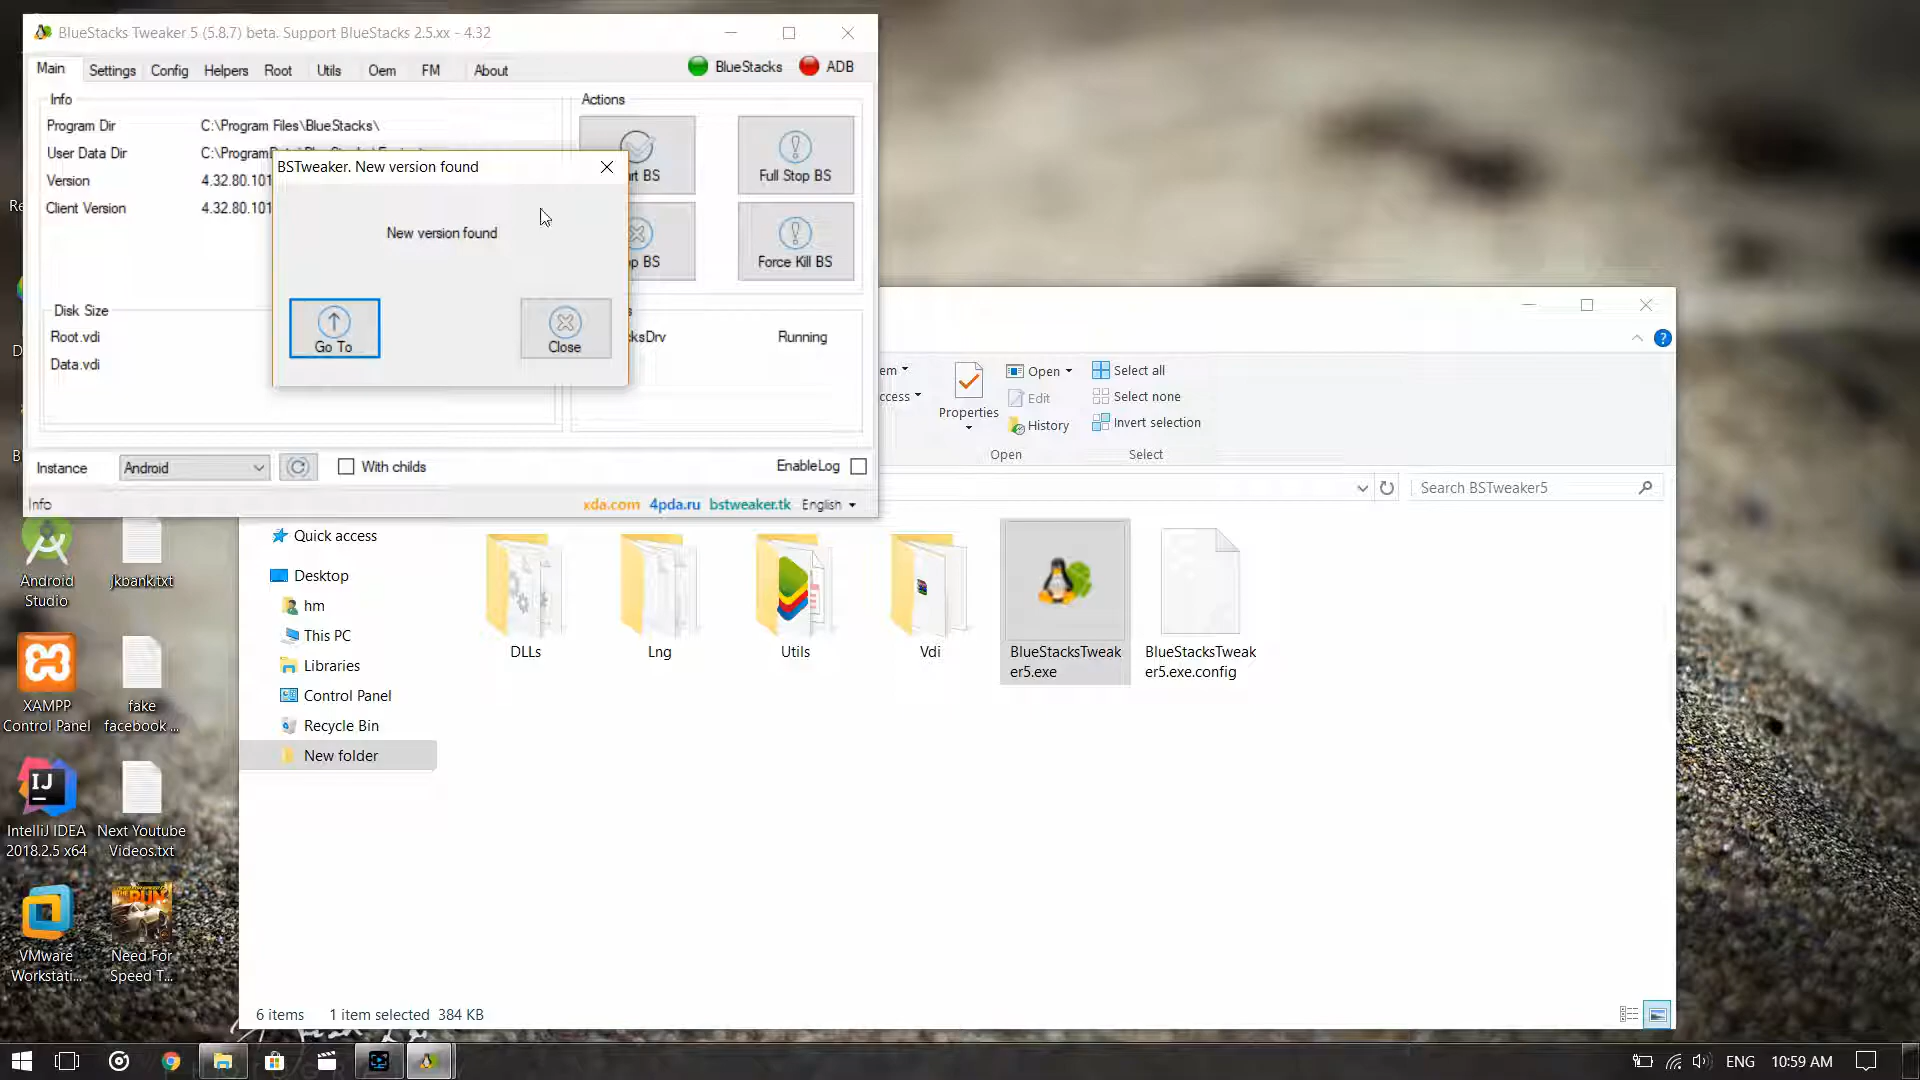 BlueStacks Tweaker 5 (5.8.7) beta. Support BlueStacks 2.5.xx - 4.32
Main Settings Config Helpers Root Utils Oem FM About
BlueStacks ADB
Info
Program Dir C:\Program Files\BlueStacks\
User Data Dir
Version 4.32.80.101
Client Version 4.32.80.101
Actions
Full Stop BS
Force Kill BS
BSTweaker. New version found
New version found
Go To
Close
Disk Size
Root.vdi
Data.vdi
Running
Instance Android With childs EnableLog
Info xda.com 4pda.ru bstweaker.tk English
Properties
Open
Edit
History
Open
Select all
Select none
Invert selection
Select
Search BSTweaker5
Quick access
Desktop
hm
This PC
Libraries
Control Panel
Recycle Bin
New folder
DLLs
Lng
Utils
Vdi
BlueStacksTweak
er5.exe
BlueStacksTweak
er5.exe.config
6 items 1 item selected 384 KB
Android
Studio
jkbank.txt
XAMPP
Control Panel
fake
facebook ...
IJ
IntelliJ IDEA
2018.2.5 x64
Next Youtube
Videos.txt
VMware
Workstati...
Need For
Speed T...
ENG 10:59 AM